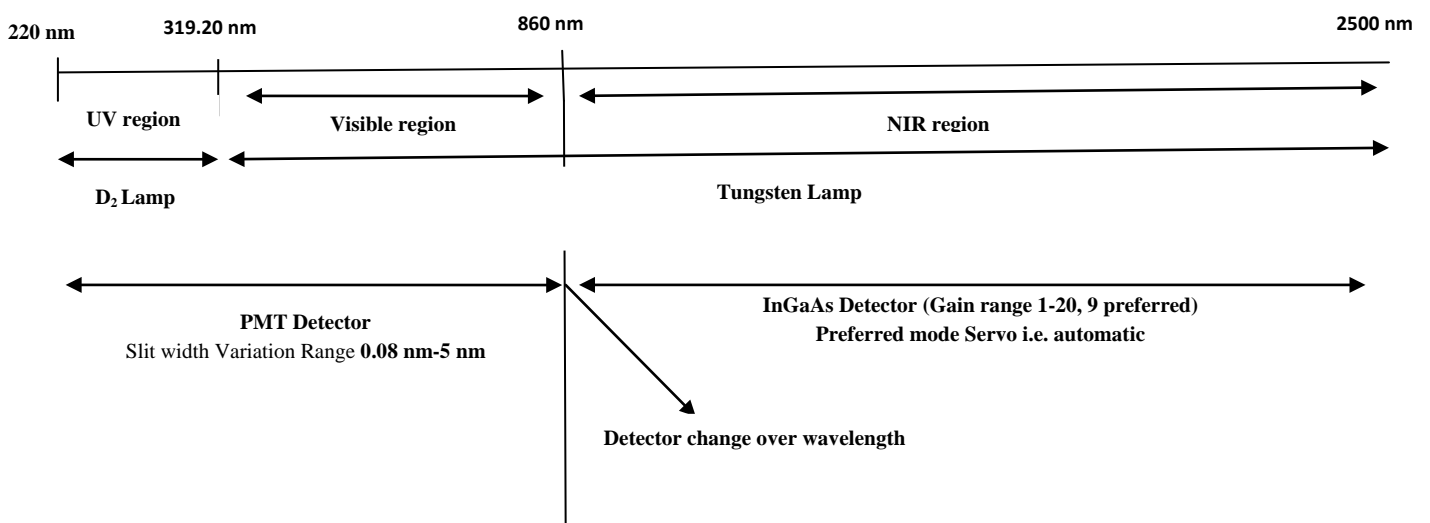 220 nm
319.20 nm
860 nm
2500 nm
UV region
Visible region
NIR region
D₂ Lamp
Tungsten Lamp
PMT Detector
Slit width Variation Range 0.08 nm-5 nm
InGaAs Detector (Gain range 1-20, 9 preferred)
Preferred mode Servo i.e. automatic
Detector change over wavelength